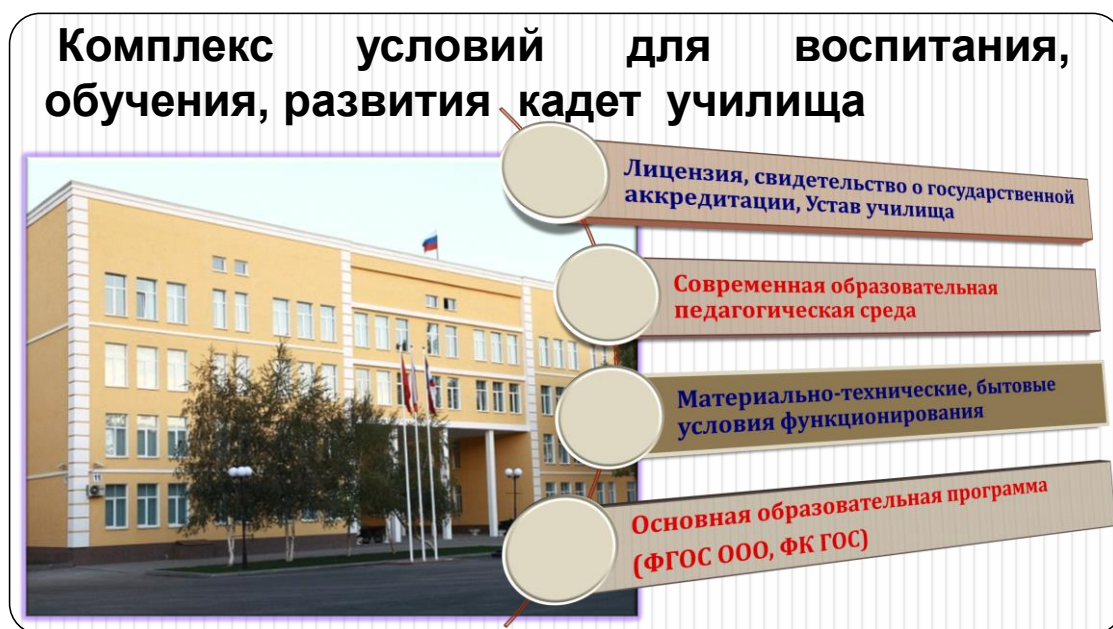 Комплекс условий для воспитания,
обучения, развития кадет училища
Лицензия, свидетельство о государственной
аккредитации, Устав училища
Современная образовательная
педагогическая среда
Материально-технические, бытовые
условия функционирования
Основная образовательная программа
(ФГОС ООО, ФК ГОС)
11